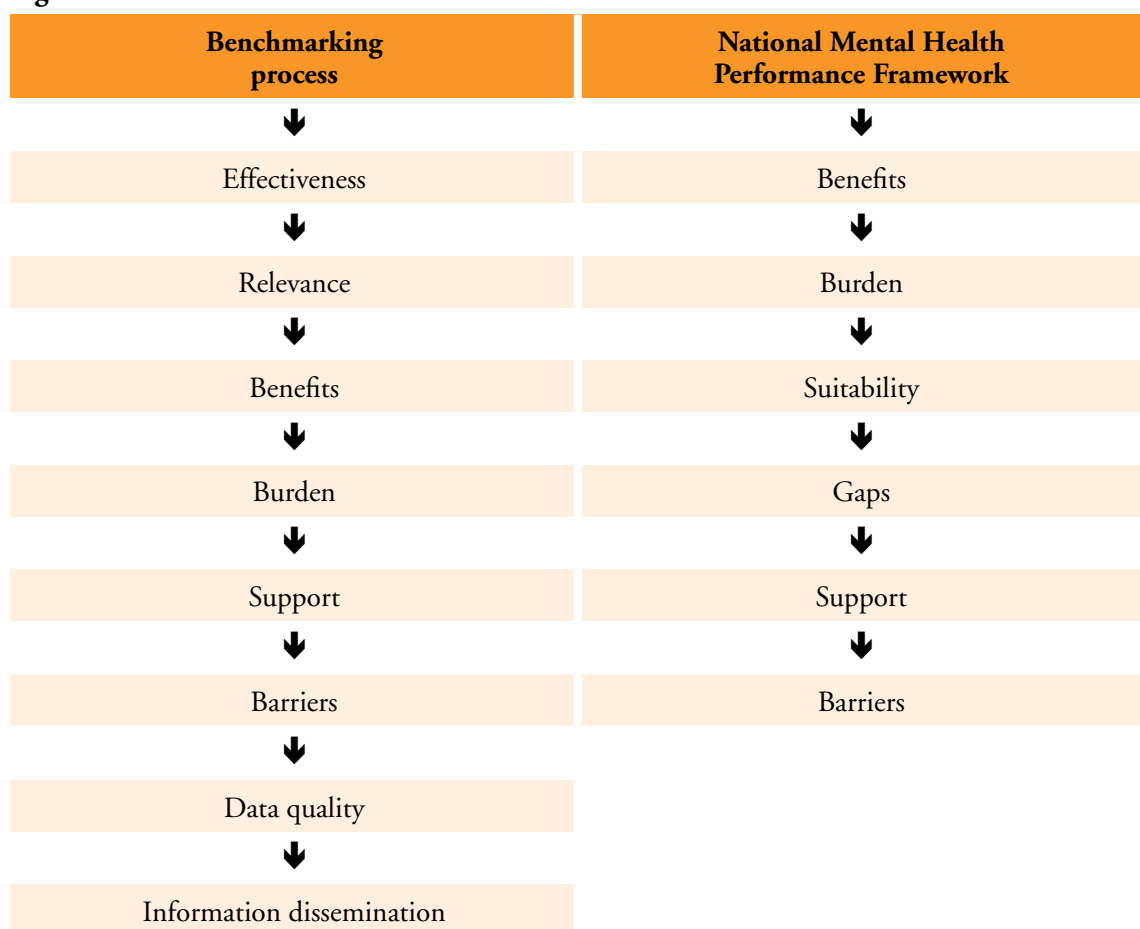 Benchmarking
process
National Mental Health
Performance Framework
Effectiveness
Benefits
Relevance
Burden
Benefits
Suitability
Burden
Gaps
Support
Support
Barriers
Barriers
Data quality
Information dissemination